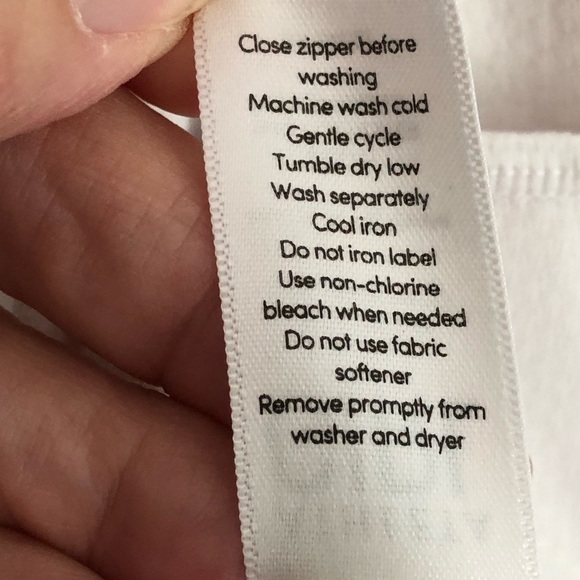 Close zipper before
washing
Machine wash cold
Gentle cycle
Tumble dry low
Wash separately
Cool iron
Do not iron label
Use non-chlorine
bleach when needed
Do not use fabric
softener
Remove promptly from
washer and dryer